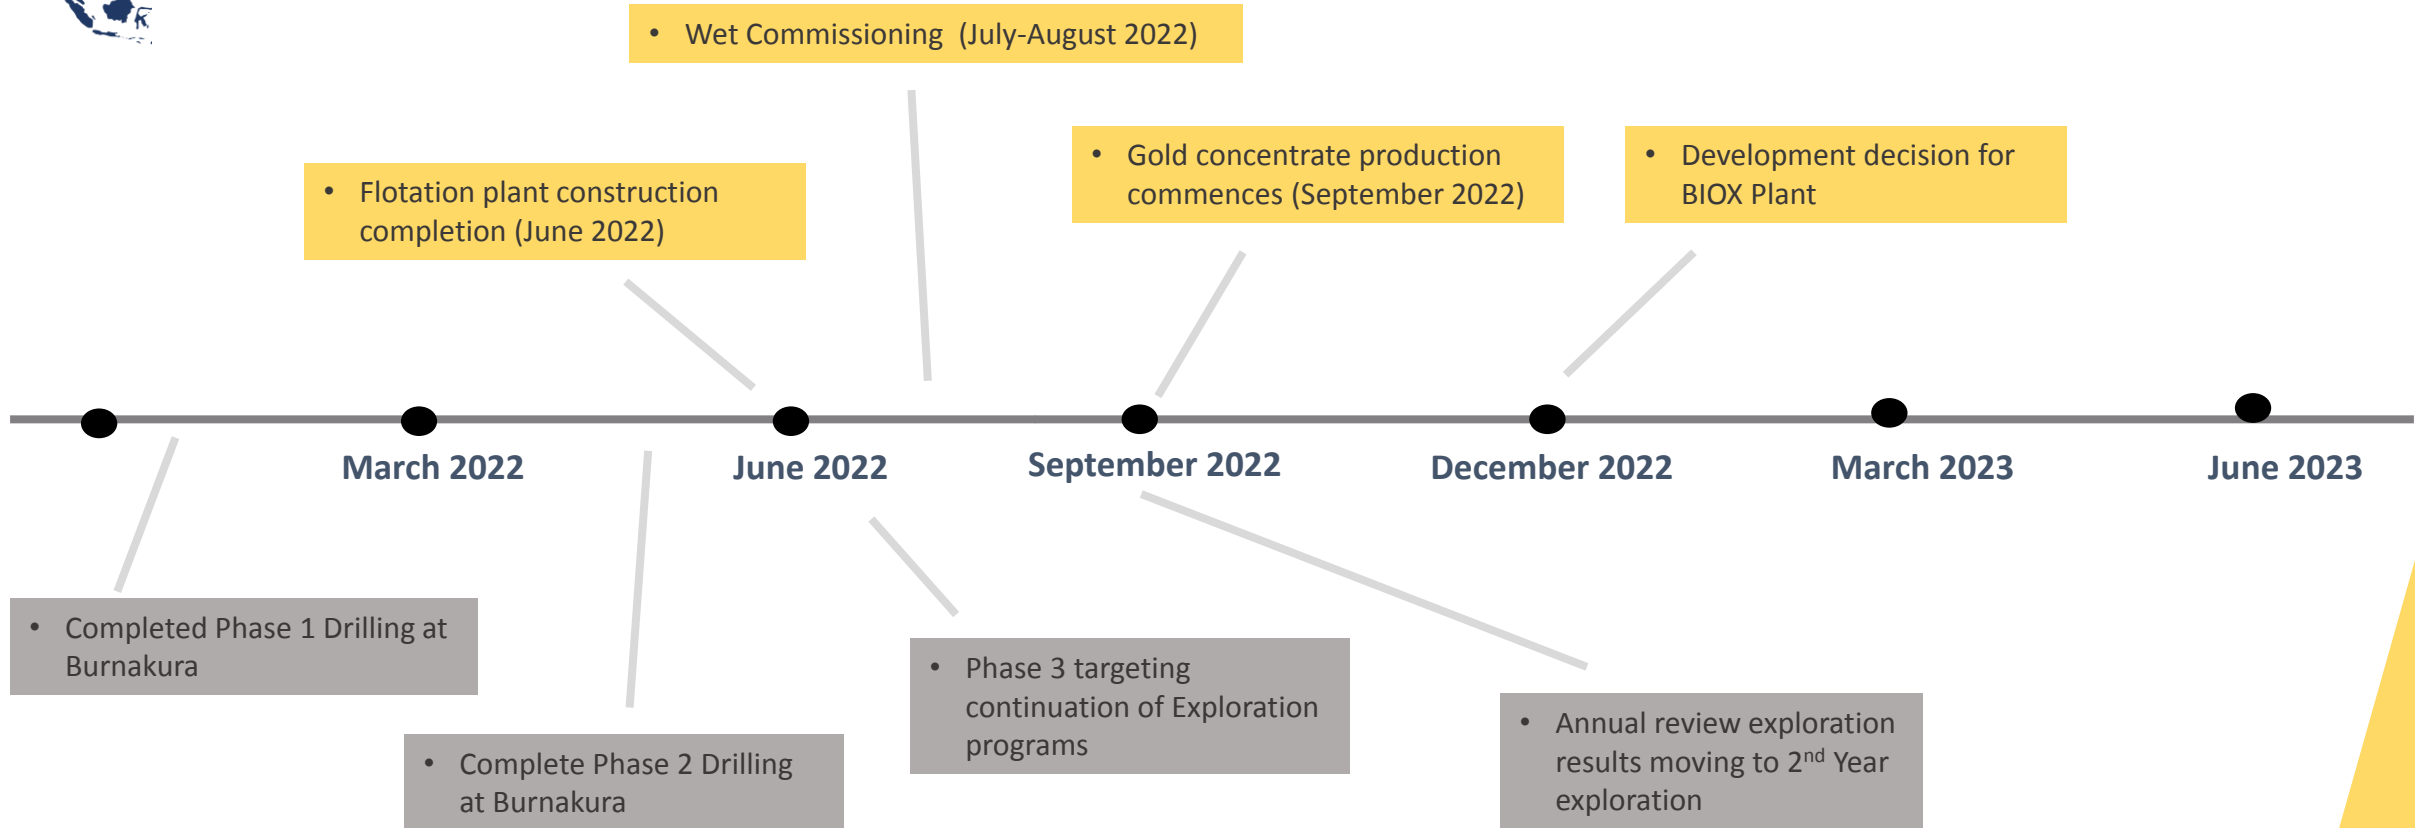 • Wet Commissioning (July-August 2022)
• Flotation plant construction
completion (June 2022)
• Gold concentrate production
commences (September 2022)
• Development decision for
BIOX Plant
March 2022
June 2022
September 2022
December 2022
March 2023
June 2023
• Completed Phase 1 Drilling at
Burnakura
• Complete Phase 2 Drilling
at Burnakura
• Phase 3 targeting
continuation of Exploration
programs
• Annual review exploration
results moving to 2nd Year
exploration